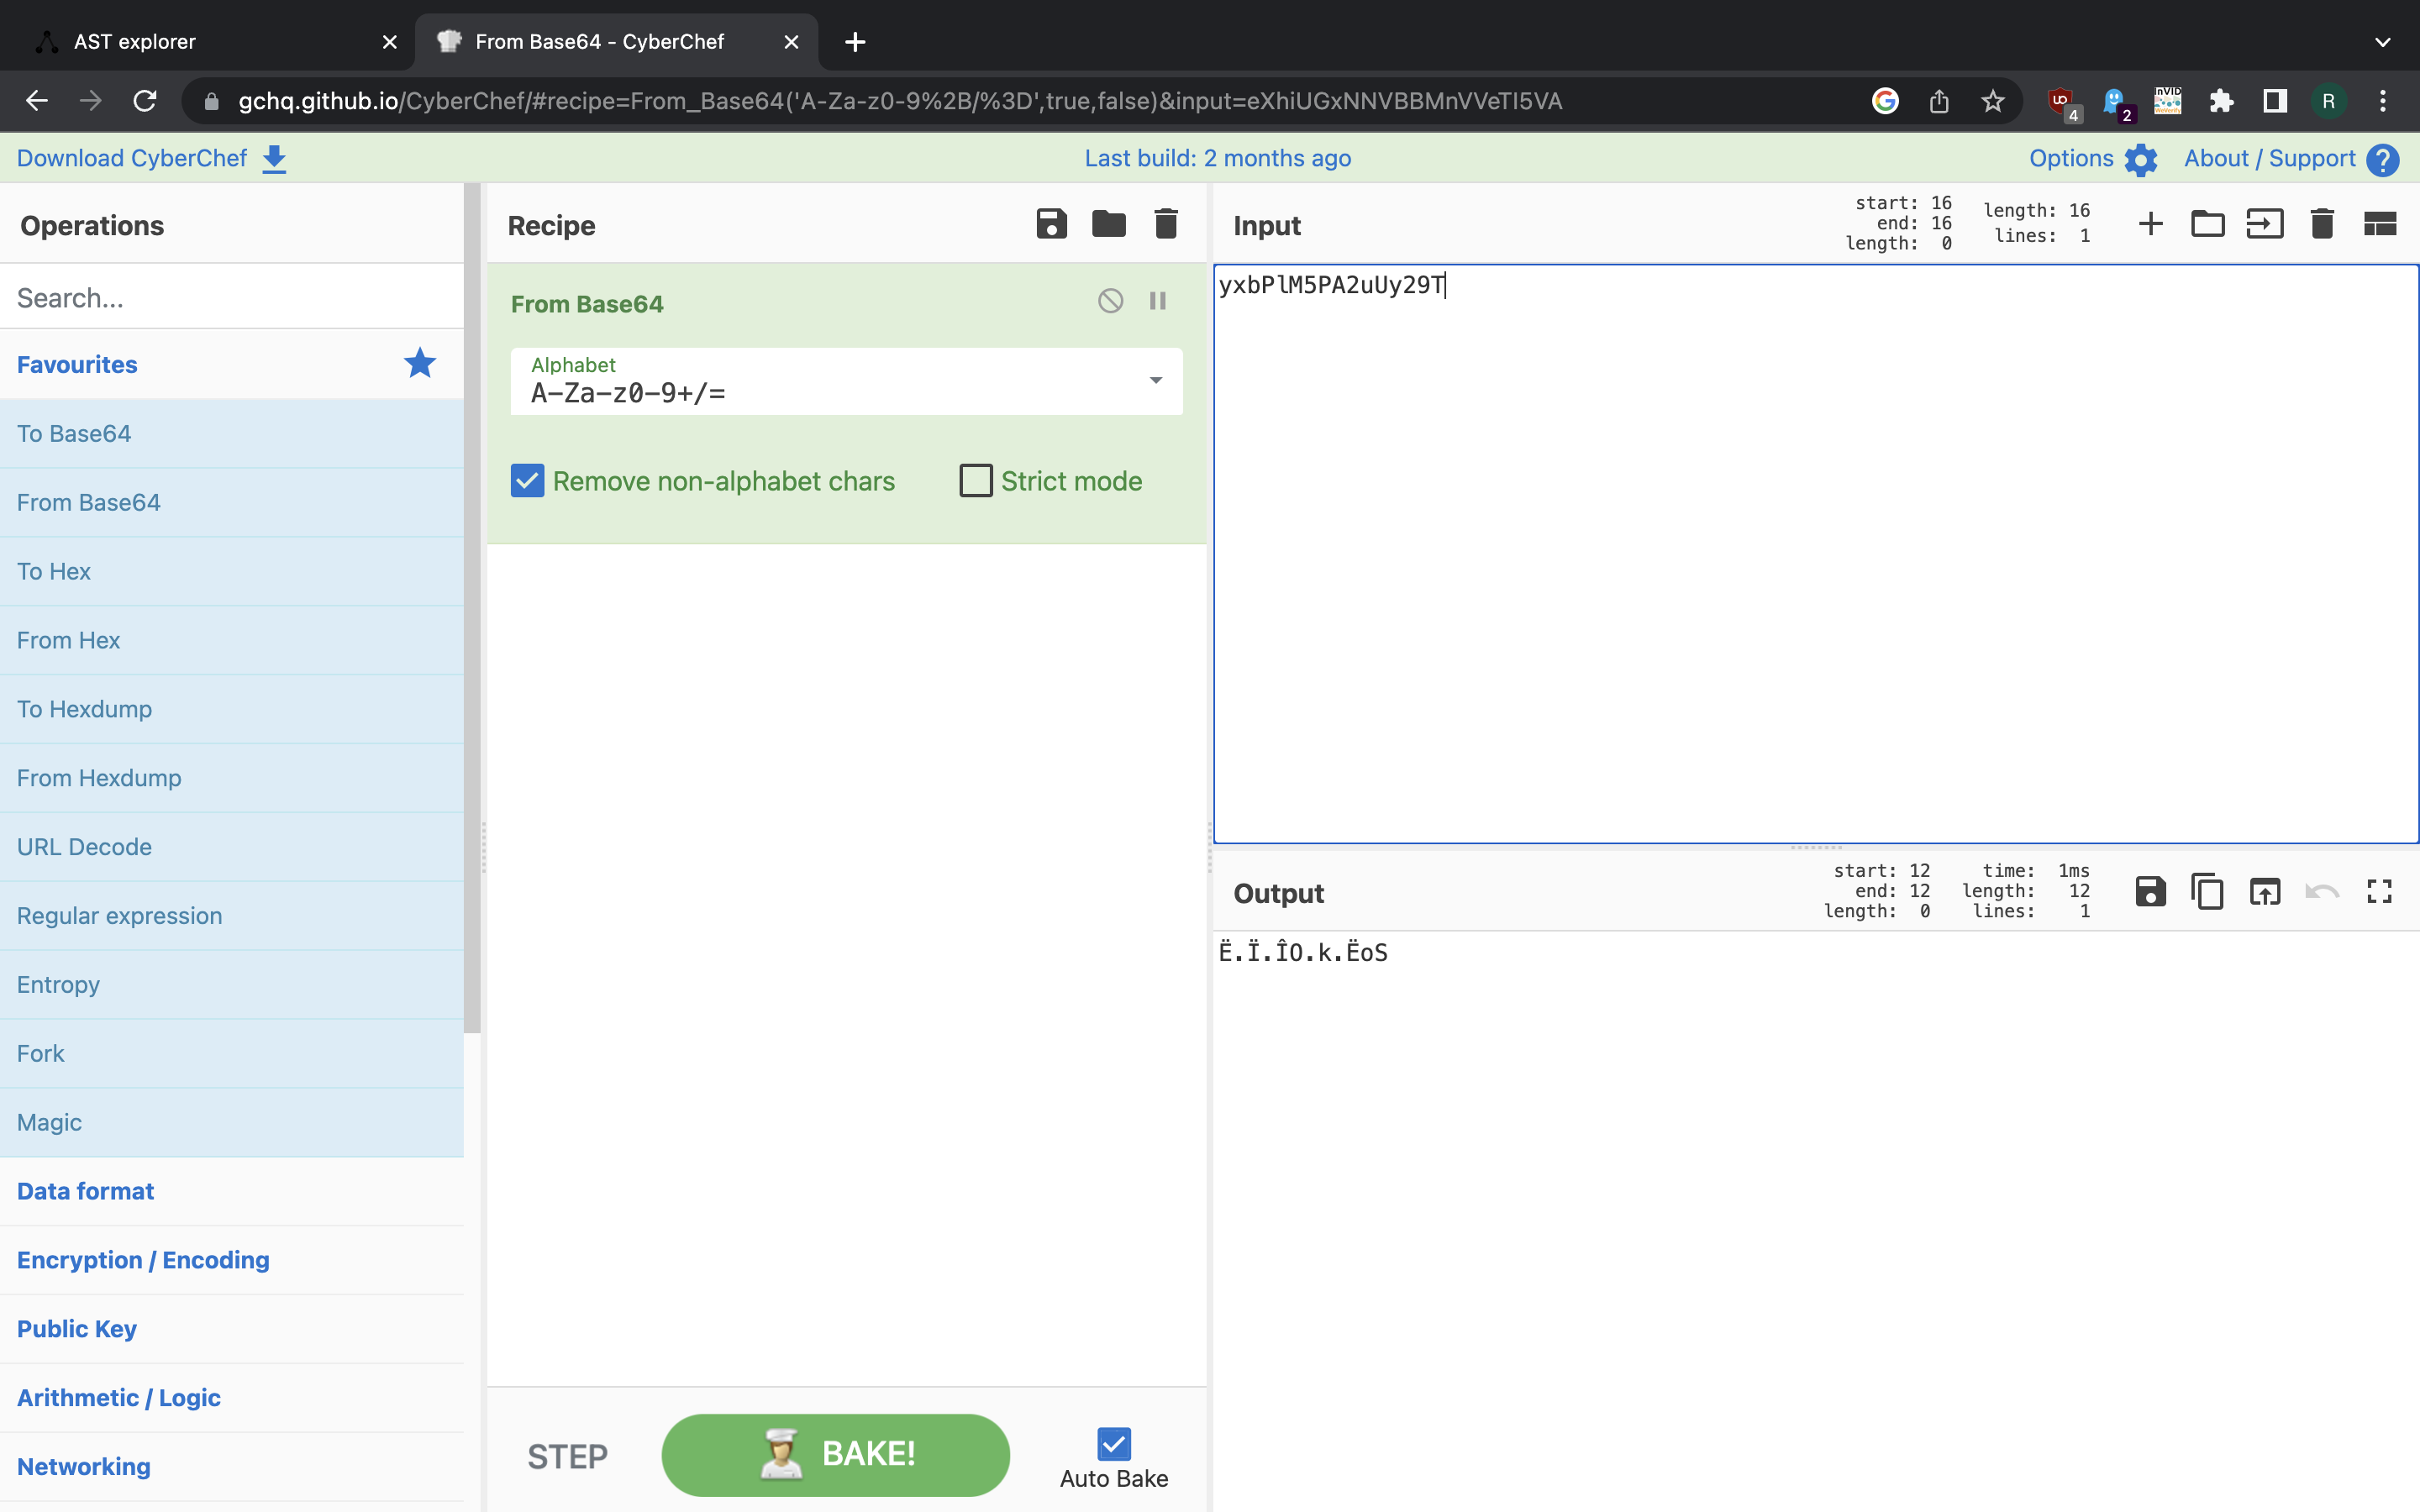 AST explorer
From Base64 - CyberChef
gchq.github.io/CyberChef/#recipe=From_Base64('A-Za-z0-9%2B/%3D',true,false)&input=eXhiUGxNNVBBMnVVeTI5VA
4
2
InVID
WeVerify
R
Download CyberChef
Last build: 2 months ago
Options
About / Support
?
Operations
Search...
Favourites
To Base64
From Base64
To Hex
From Hex
To Hexdump
From Hexdump
URL Decode
Regular expression
Entropy
Fork
Magic
Data format
Encryption / Encoding
Public Key
Arithmetic / Logic
Networking
Recipe
From Base64
Alphabet
A-Za-z0-9+/=
Remove non-alphabet chars
Strict mode
STEP
BAKE!
Auto Bake
Input
start: 16
end: 16
length: 0
length: 16
lines: 1
yxbPlM5PA2uUy29T
Output
start: 12
end: 12
length: 0
time: 1ms
length: 12
lines: 1
Ë.Ï.ÎO.k.ËoS